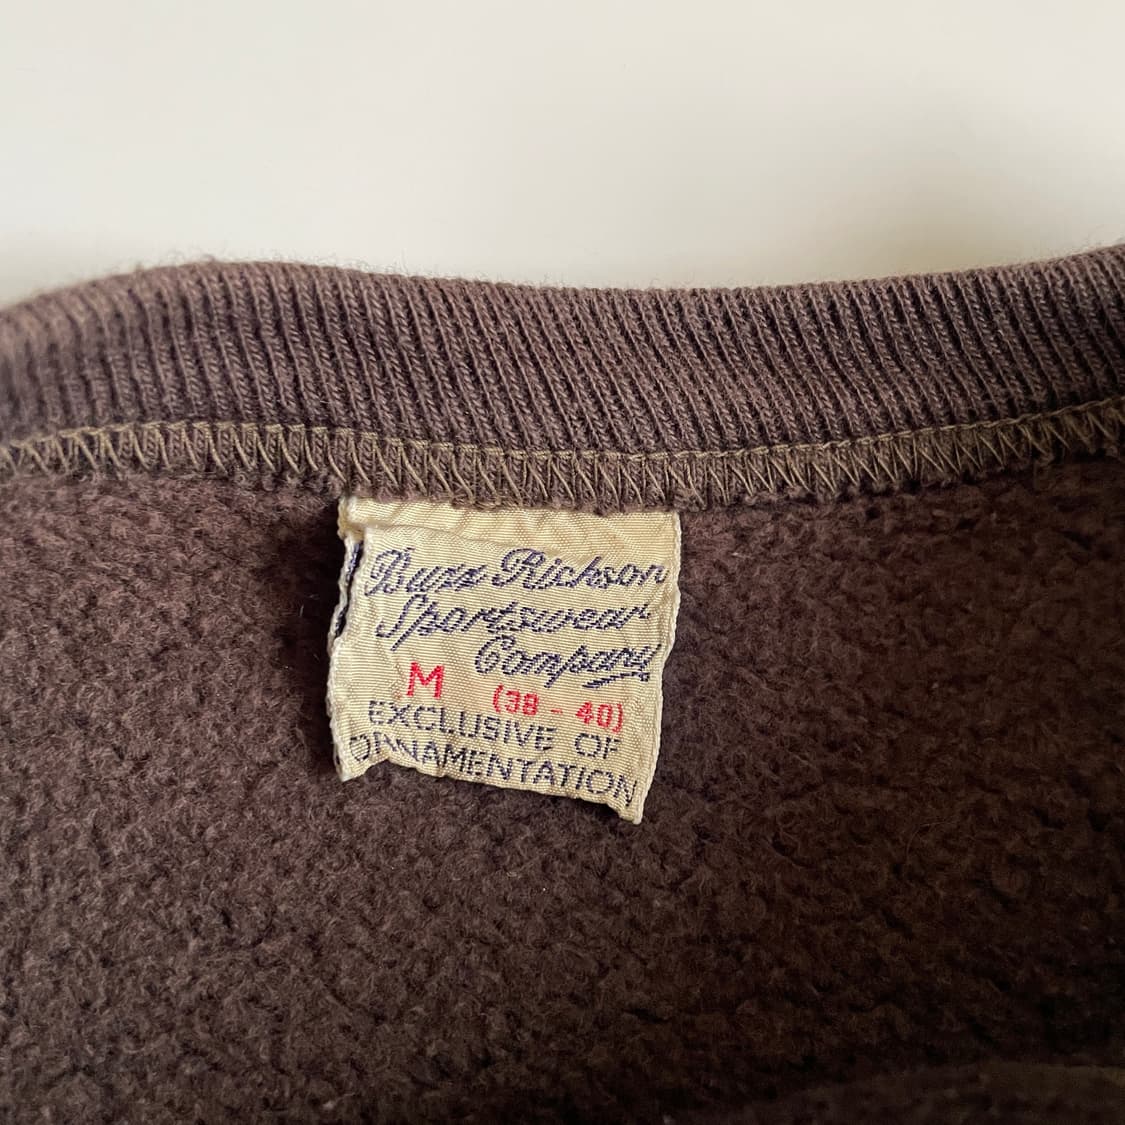 Buzz Rickson
Sportswear
Company
M (38 - 40)
EXCLUSIVE OF
ORNAMENTATION